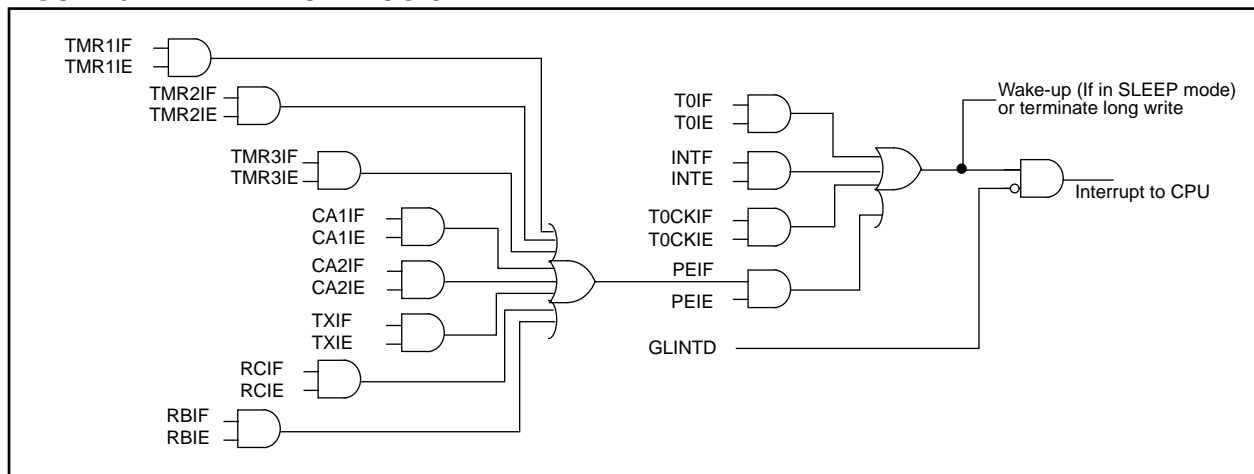 TMR1IF
TMR1IE
TMR2IF
TMR2IE
TMR3IF
TMR3IE
CA1IF
CA1IE
CA2IF
CA2IE
TXIF
TXIE
RCIF
RCIE
RBIF
RBIE
T0IF
T0IE
INTF
INTE
T0CKIF
T0CKIE
PEIF
PEIE
GLINTD
Wake-up (If in SLEEP mode)
or terminate long write
Interrupt to CPU